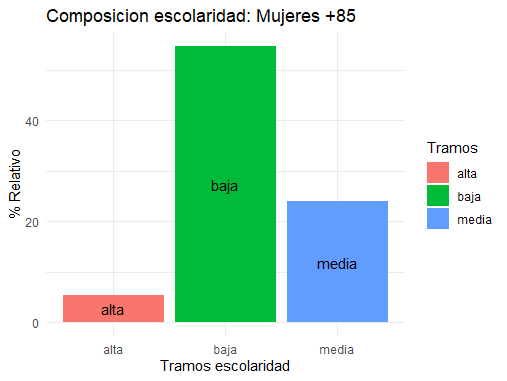 Composicion escolaridad: Mujeres +85
% Relativo
40
20
0
baja
media
alta
alta
baja
media
Tramos escolaridad
Tramos
alta
baja
media